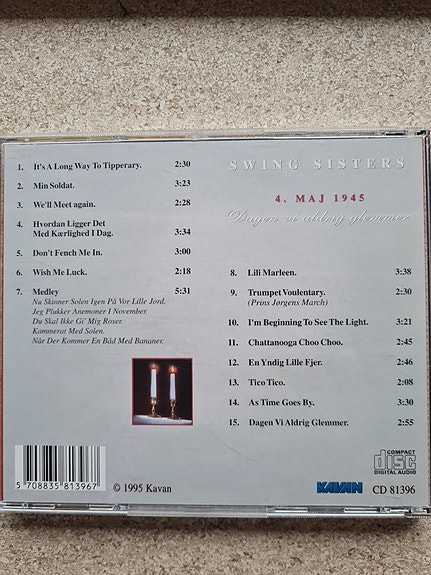 1. It's A Long Way To Tipperary. 2:30
2. Min Soldat. 3:23
3. We'll Meet again. 2:28
4. Hvordan Ligger Det
Med Kærlighed I Dag. 3:34
5. Don't Fench Me In. 3:00
6. Wish Me Luck. 2:18
7. Medley 5:31
Nu Skinner Solen Igen På Vor Lille Jord.
Jeg Plukker Anemoner I November.
Du Skal Ikke Gi' Mig Roser.
Kammerat Med Solen.
Når Der Kommer En Båd Med Bananer.
SWING SISTERS
4. MAJ 1945
Dagen vi aldrig glemmer
8. Lili Marleen. 3:38
9. Trumpet Voulentary. 2:30
(Prins Jørgens March)
10. I'm Beginning To See The Light. 3:21
11. Chattanooga Choo Choo. 2:45
12. En Yndig Lille Fjer. 2:46
13. Tico Tico. 2:08
14. As Time Goes By. 3:30
15. Dagen Vi Aldrig Glemmer. 2:55
5 708835 813967
© 1995 Kavan
COMPACT
disc
DIGITAL AUDIO
KAVAN
CD 81396